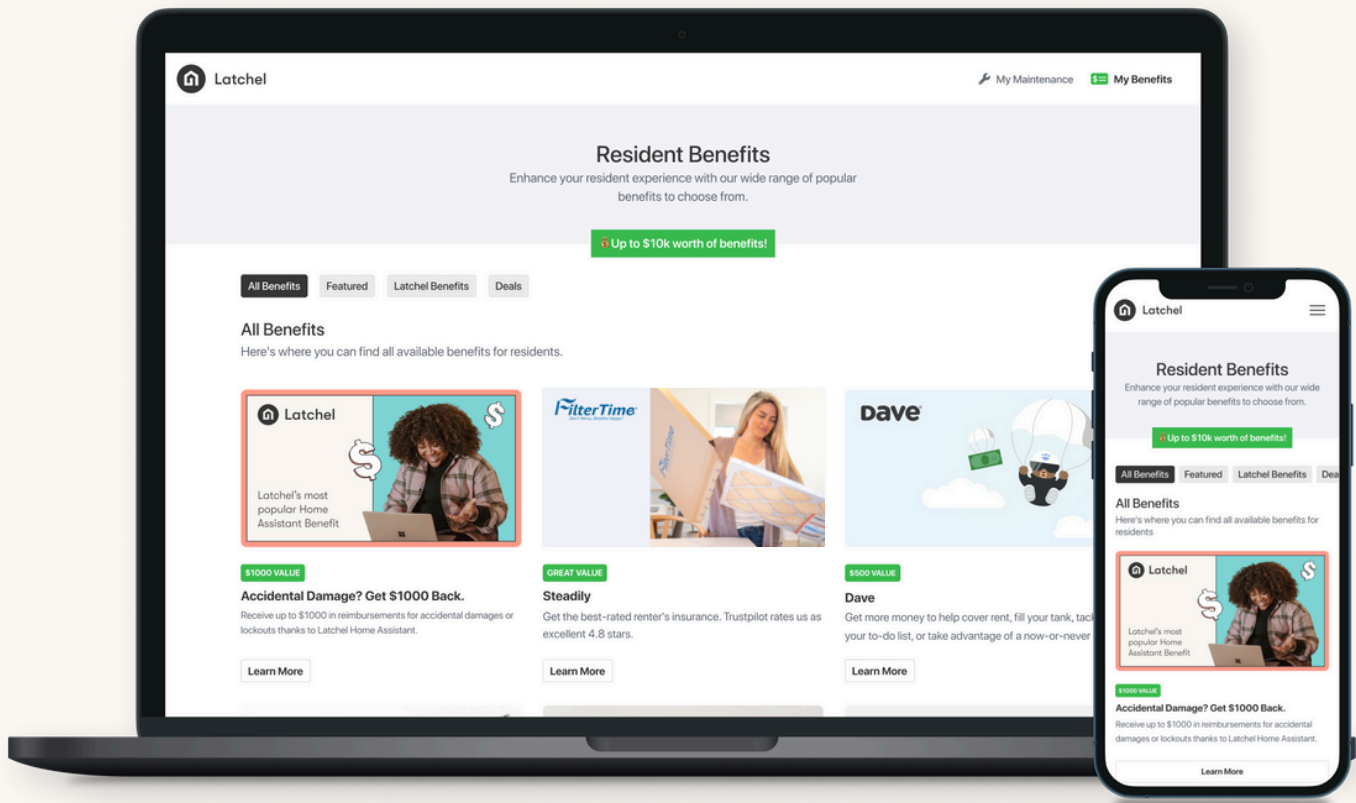 Latchel
My Maintenance
My Benefits
Resident Benefits
Enhance your resident experience with our wide range of popular
benefits to choose from.
Up to $10k worth of benefits!
All Benefits
Featured
Latchel Benefits
Deals
All Benefits
Here's where you can find all available benefits for residents.
Latchel
Latchel's most
popular Home
Assistant Benefit
$1000 VALUE
Accidental Damage? Get $1000 Back.
Receive up to $1000 in reimbursements for accidental damages or
lockouts thanks to Latchel Home Assistant.
Learn More
FilterTime
FilterTime
GREAT VALUE
Steadily
Get the best-rated renter's insurance. Trustpilot rates us as
excellent 4.8 stars.
Learn More
Dave
$500 VALUE
Dave
Get more money to help cover rent, fill your tank, tac
your to-do list, or take advantage of a now-or-never
Learn More
Latchel
Resident Benefits
Enhance your resident experience with our wide
range of popular benefits to choose from.
Up to $10k worth of benefits!
All Benefits
Featured
Latchel Benefits
Dea
All Benefits
Here's where you can find all available benefits for
residents
Latchel
Latchel's most
popular Home
Assistant Benefit
$1000 VALUE
Accidental Damage? Get $1000 Back.
Receive up to $1000 in reimbursements for accidental
damages or lockouts thanks to Latchel Home Assistant.
Learn More